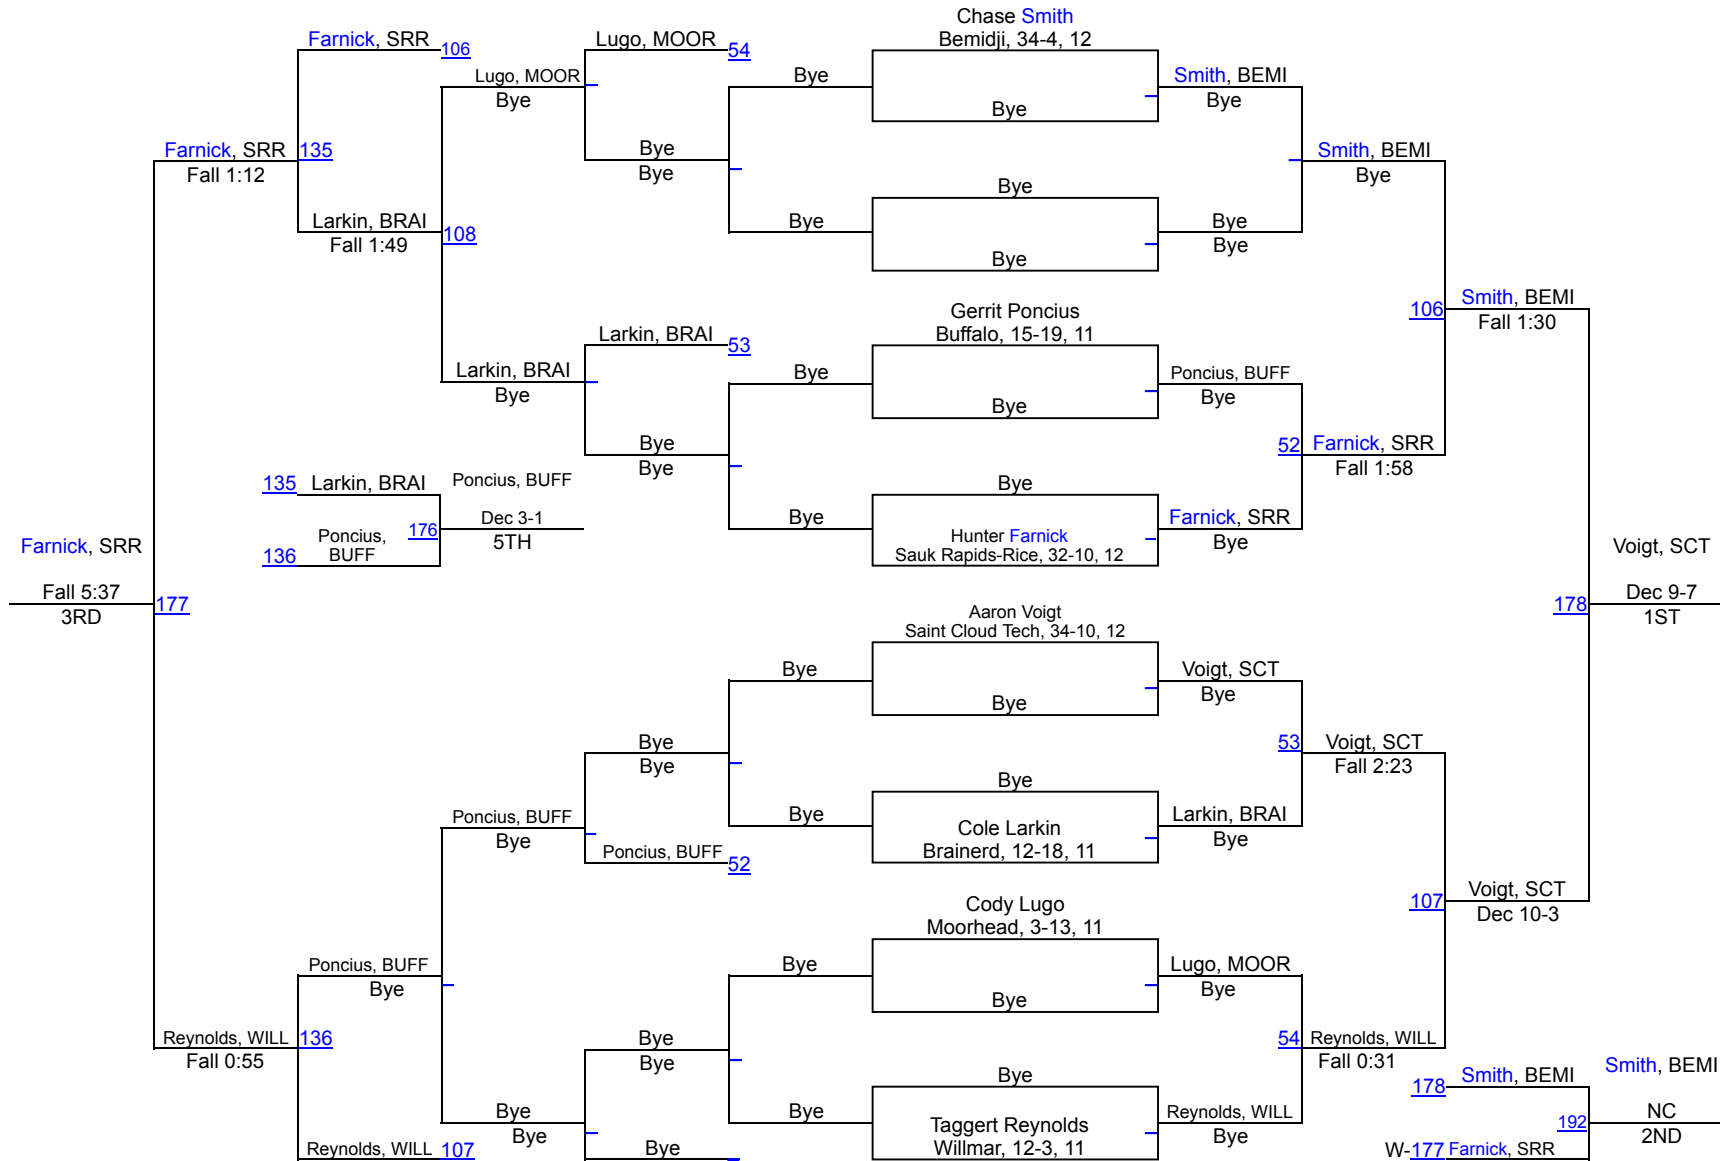 Chase Smith
Bemidji, 34-4, 12
Farnick, SRR
106
Lugo, MOOR
54
Lugo, MOOR
Bye
Bye
Bye
Smith, BEMI
Bye
Farnick, SRR
135
Fall 1:12
Bye
Bye
Smith, BEMI
Bye
Larkin, BRAI
108
Fall 1:49
Bye
Bye
Bye
Bye
Bye
Gerrit Poncius
Buffalo, 15-19, 11
106
Smith, BEMI
Fall 1:30
Larkin, BRAI
53
Larkin, BRAI
Bye
Bye
Bye
Poncius, BUFF
Bye
Bye
Bye
52
Farnick, SRR
Fall 1:58
135
Larkin, BRAI
Poncius, BUFF
136
Poncius,
BUFF
176
Dec 3-1
5TH
Bye
Bye
Hunter Farnick
Sauk Rapids-Rice, 32-10, 12
Farnick, SRR
Bye
Farnick, SRR
Fall 5:37
3RD
177
Voigt, SCT
178
Dec 9-7
1ST
Aaron Voigt
Saint Cloud Tech, 34-10, 12
Bye
Bye
Voigt, SCT
Bye
Bye
Bye
53
Voigt, SCT
Fall 2:23
Poncius, BUFF
Bye
Bye
Bye
Cole Larkin
Brainerd, 12-18, 11
Larkin, BRAI
Bye
Poncius, BUFF
52
Cody Lugo
Moorhead, 3-13, 11
107
Voigt, SCT
Dec 10-3
Poncius, BUFF
Bye
Bye
Bye
Lugo, MOOR
Bye
Reynolds, WILL
136
Fall 0:55
Bye
Bye
54
Reynolds, WILL
Fall 0:31
Bye
Bye
Bye
Bye
Taggert Reynolds
Willmar, 12-3, 11
Reynolds, WILL
Bye
178
Smith, BEMI
Smith, BEMI
192
NC
2ND
Reynolds, WILL
107
Bye
W-177
Farnick, SRR